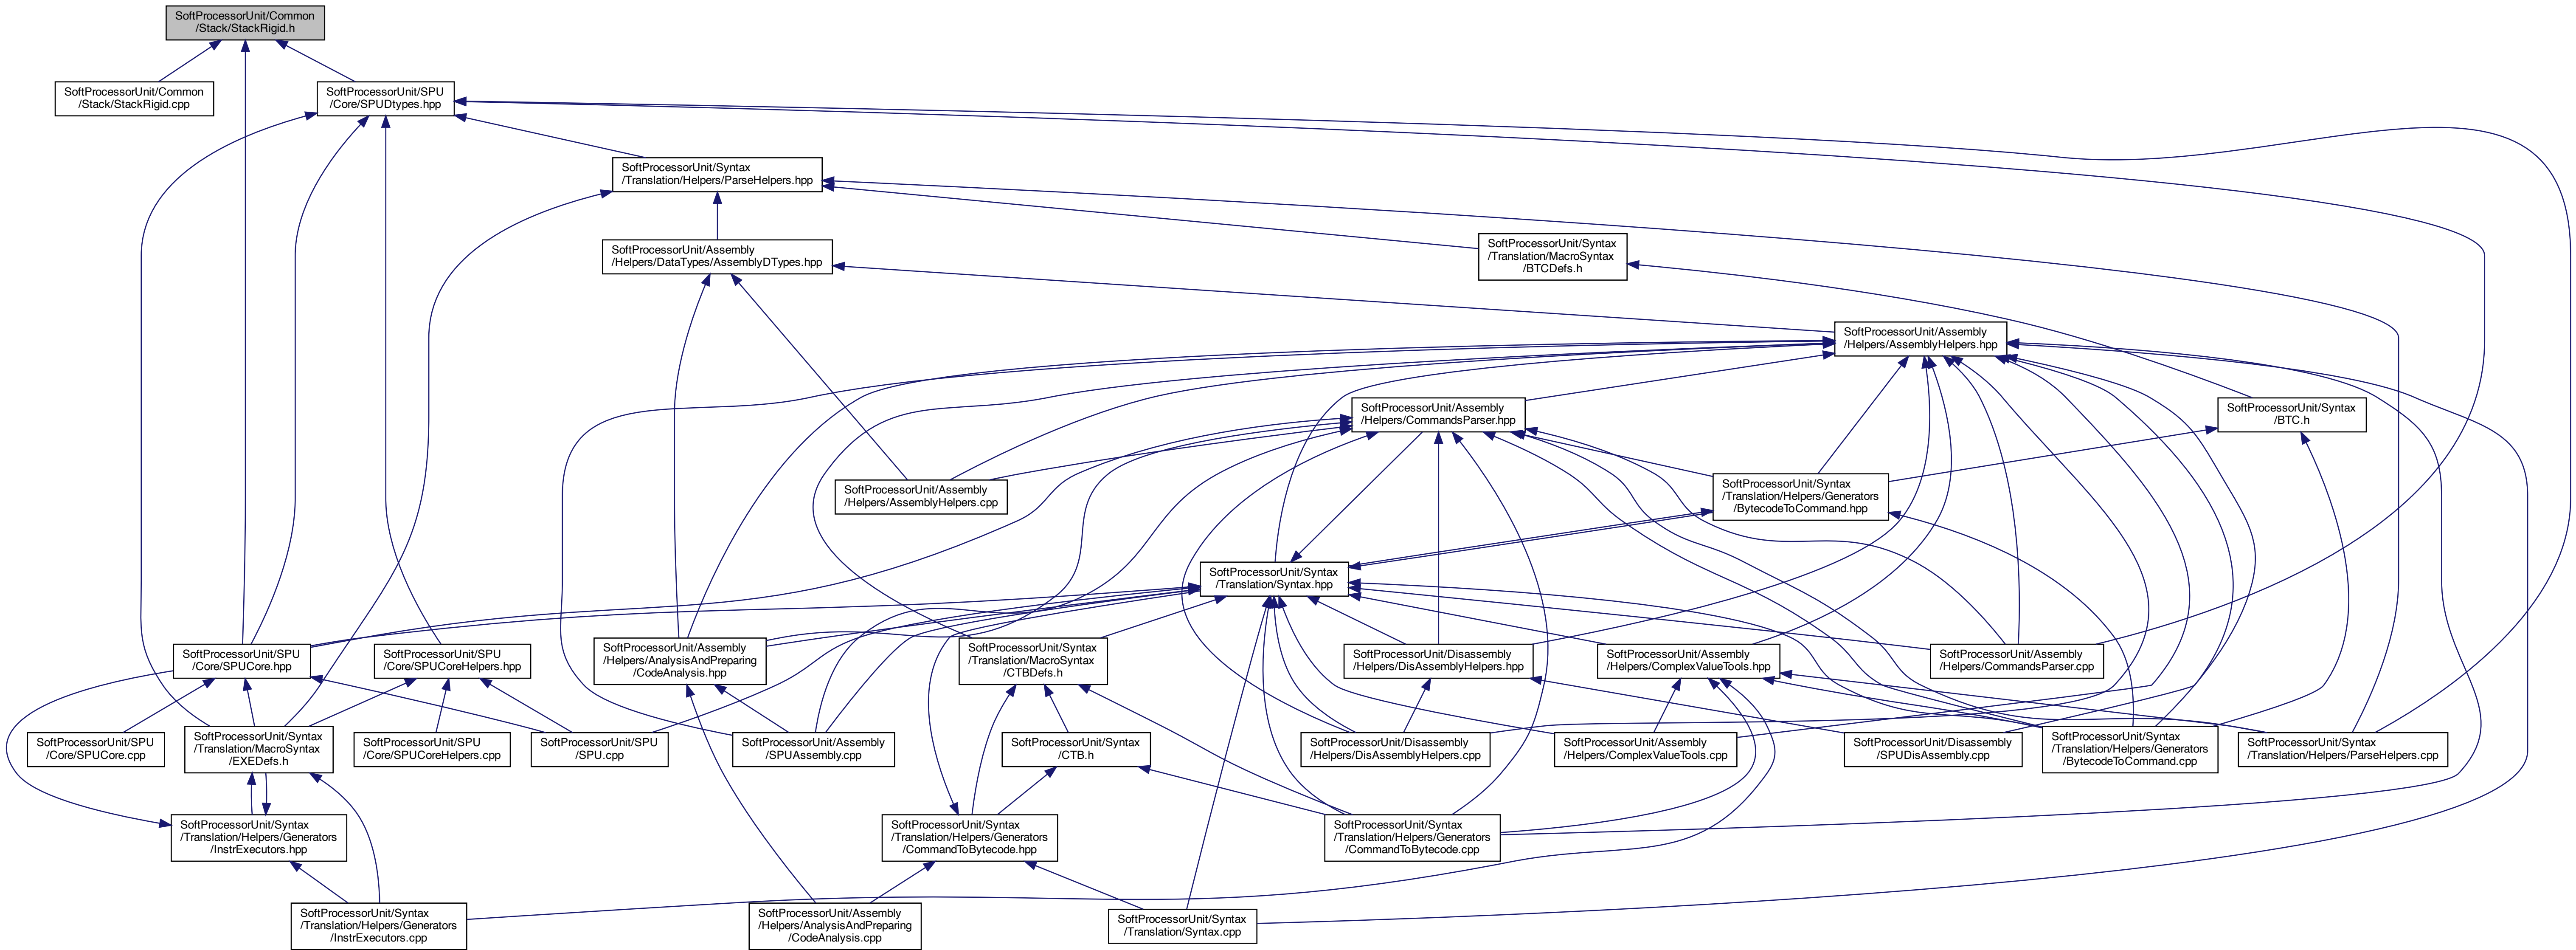 SoftProcessorUnit/Common
/Stack/StackRigid.h
SoftProcessorUnit/Common
/Stack/StackRigid.cpp
SoftProcessorUnit/SPU
/Core/SPUDtypes.hpp
SoftProcessorUnit/Syntax
/Translation/Helpers/ParseHelpers.hpp
SoftProcessorUnit/Assembly
/Helpers/DataTypes/AssemblyDTypes.hpp
SoftProcessorUnit/Syntax
/Translation/MacroSyntax
/BTCDefs.h
SoftProcessorUnit/Assembly
/Helpers/AssemblyHelpers.hpp
SoftProcessorUnit/Assembly
/Helpers/CommandsParser.hpp
SoftProcessorUnit/Syntax
/BTC.h
SoftProcessorUnit/Assembly
/Helpers/AssemblyHelpers.cpp
SoftProcessorUnit/Syntax
/Translation/Helpers/Generators
/BytecodeToCommand.hpp
SoftProcessorUnit/Syntax
/Translation/Syntax.hpp
SoftProcessorUnit/SPU
/Core/SPUCore.hpp
SoftProcessorUnit/SPU
/Core/SPUCoreHelpers.hpp
SoftProcessorUnit/Assembly
/Helpers/AnalysisAndPreparing
/CodeAnalysis.hpp
SoftProcessorUnit/Syntax
/Translation/MacroSyntax
/CTBDefs.h
SoftProcessorUnit/Disassembly
/Helpers/DisAssemblyHelpers.hpp
SoftProcessorUnit/Assembly
/Helpers/ComplexValueTools.hpp
SoftProcessorUnit/Assembly
/Helpers/CommandsParser.cpp
SoftProcessorUnit/SPU
/Core/SPUCore.cpp
SoftProcessorUnit/Syntax
/Translation/MacroSyntax
/EXEDefs.h
SoftProcessorUnit/SPU
/Core/SPUCoreHelpers.cpp
SoftProcessorUnit/SPU
/SPU.cpp
SoftProcessorUnit/Assembly
/SPUAssembly.cpp
SoftProcessorUnit/Syntax
/CTB.h
SoftProcessorUnit/Disassembly
/Helpers/DisAssemblyHelpers.cpp
SoftProcessorUnit/Assembly
/Helpers/ComplexValueTools.cpp
SoftProcessorUnit/Disassembly
/SPUDisAssembly.cpp
SoftProcessorUnit/Syntax
/Translation/Helpers/Generators
/BytecodeToCommand.cpp
SoftProcessorUnit/Syntax
/Translation/Helpers/ParseHelpers.cpp
SoftProcessorUnit/Syntax
/Translation/Helpers/Generators
/InstrExecutors.hpp
SoftProcessorUnit/Syntax
/Translation/Helpers/Generators
/CommandToBytecode.hpp
SoftProcessorUnit/Syntax
/Translation/Helpers/Generators
/CommandToBytecode.cpp
SoftProcessorUnit/Syntax
/Translation/Helpers/Generators
/InstrExecutors.cpp
SoftProcessorUnit/Assembly
/Helpers/AnalysisAndPreparing
/CodeAnalysis.cpp
SoftProcessorUnit/Syntax
/Translation/Syntax.cpp